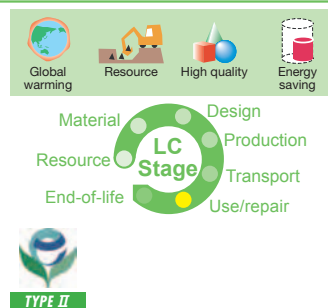 Global
warming
Resource
High quality
Energy
saving
Material
Design
Production
Resource
LC
Stage
Transport
End-of-life
Use/repair
TYPE II